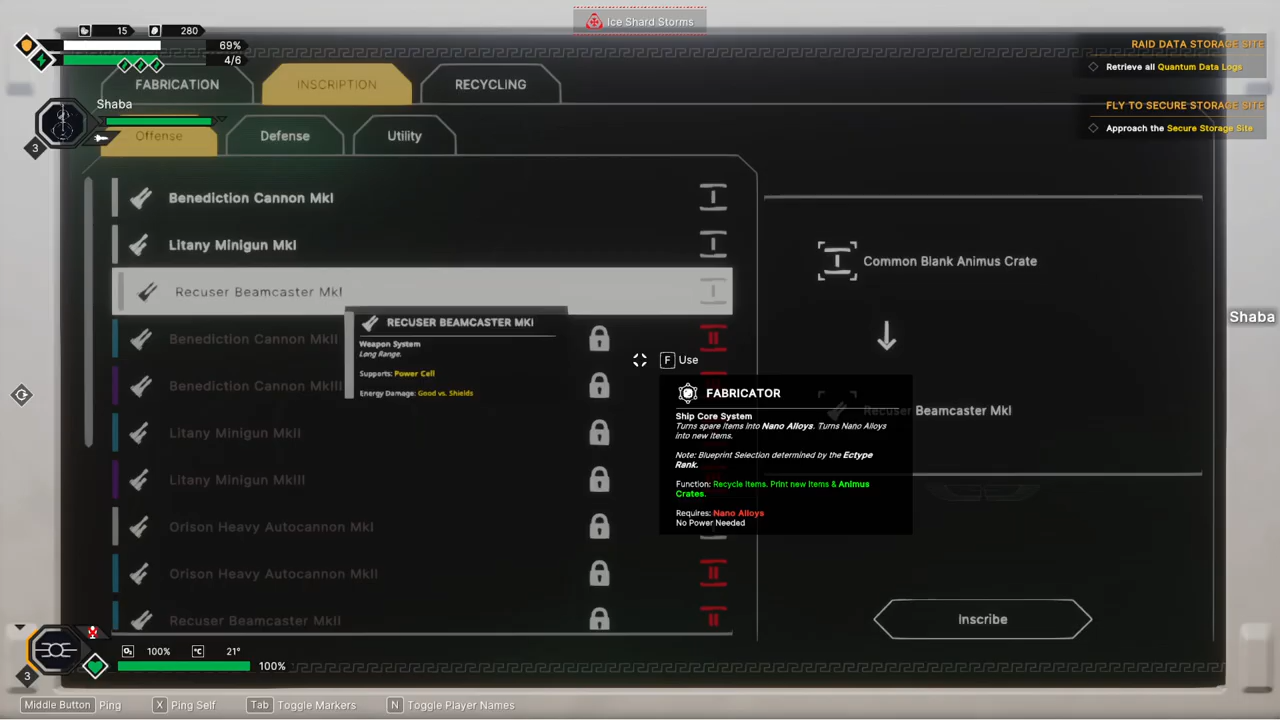 Ice Shard Storms
15
280
69%
4/6
RAID DATA STORAGE SITE
Retrieve all Quantum Data Logs
FLY TO SECURE STORAGE SITE
Approach the Secure Storage Site
FABRICATION
INSCRIPTION
RECYCLING
Shaba
3
Offense
Defense
Utility
Benediction Cannon MkI
I
Litany Minigun MkI
I
Recuser Beamcaster MkI
I
RECUSER BEAMCASTER MKI
Weapon System
Long Range.
Supports: Power Cell
Energy Damage: Good vs. Shields
Benediction Cannon MkII
II
Benediction Cannon MkIII
Litany Minigun MkII
Litany Minigun MkIII
Orison Heavy Autocannon MkI
Orison Heavy Autocannon MkII
II
Recuser Beamcaster MkII
II
Common Blank Animus Crate
I
Recuser Beamcaster MkI
Shaba
F Use
FABRICATOR
Ship Core System
Turns spare items into Nano Alloys. Turns Nano Alloys
into new items.
Note: Blueprint Selection determined by the Ectype
Rank.
Function: Recycle Items. Print new Items & Animus
Crates.
Requires: Nano Alloys
No Power Needed
Inscribe
3
O₂ 100%
°C 21°
100%
Middle Button Ping
X Ping Self
Tab Toggle Markers
N Toggle Player Names